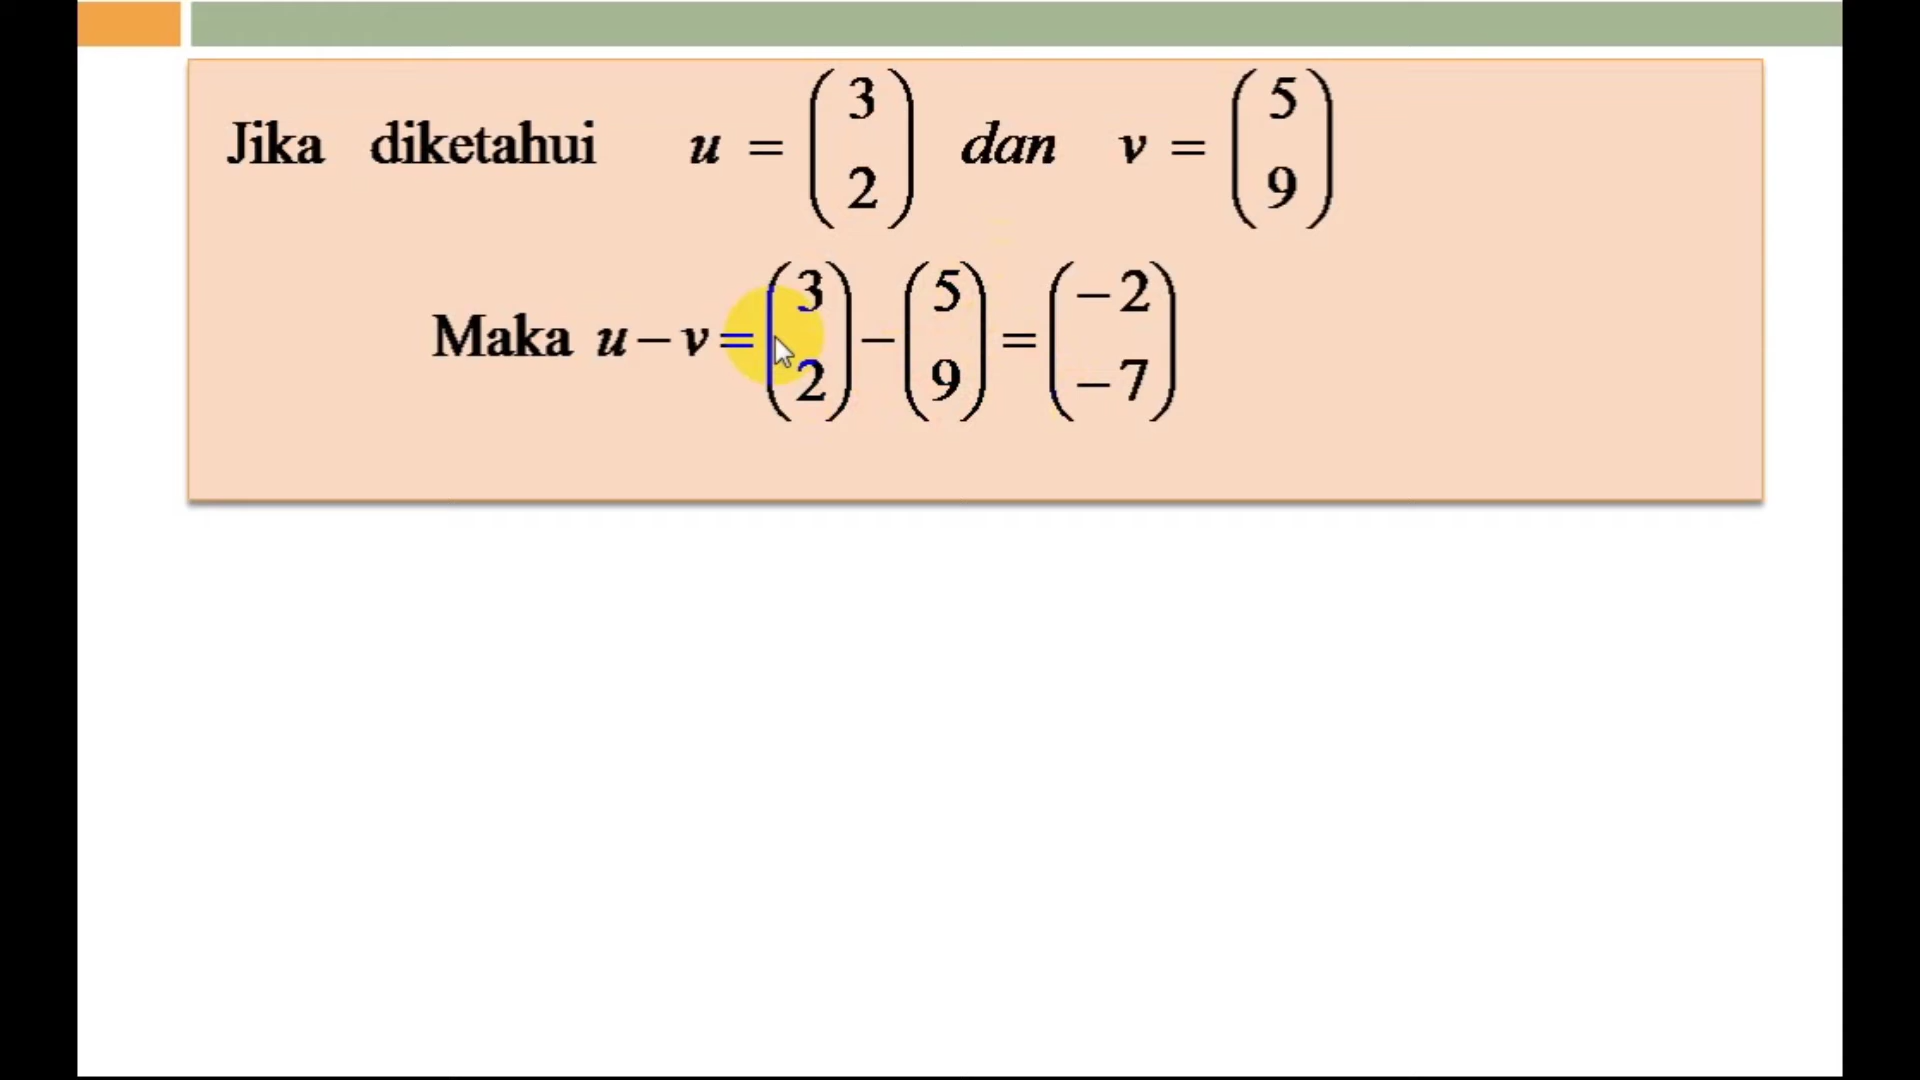 Jika diketahui u = (3 2) dan v = (5 9)
Maka u − v = (3 2) − (5 9) = (−2 −7)